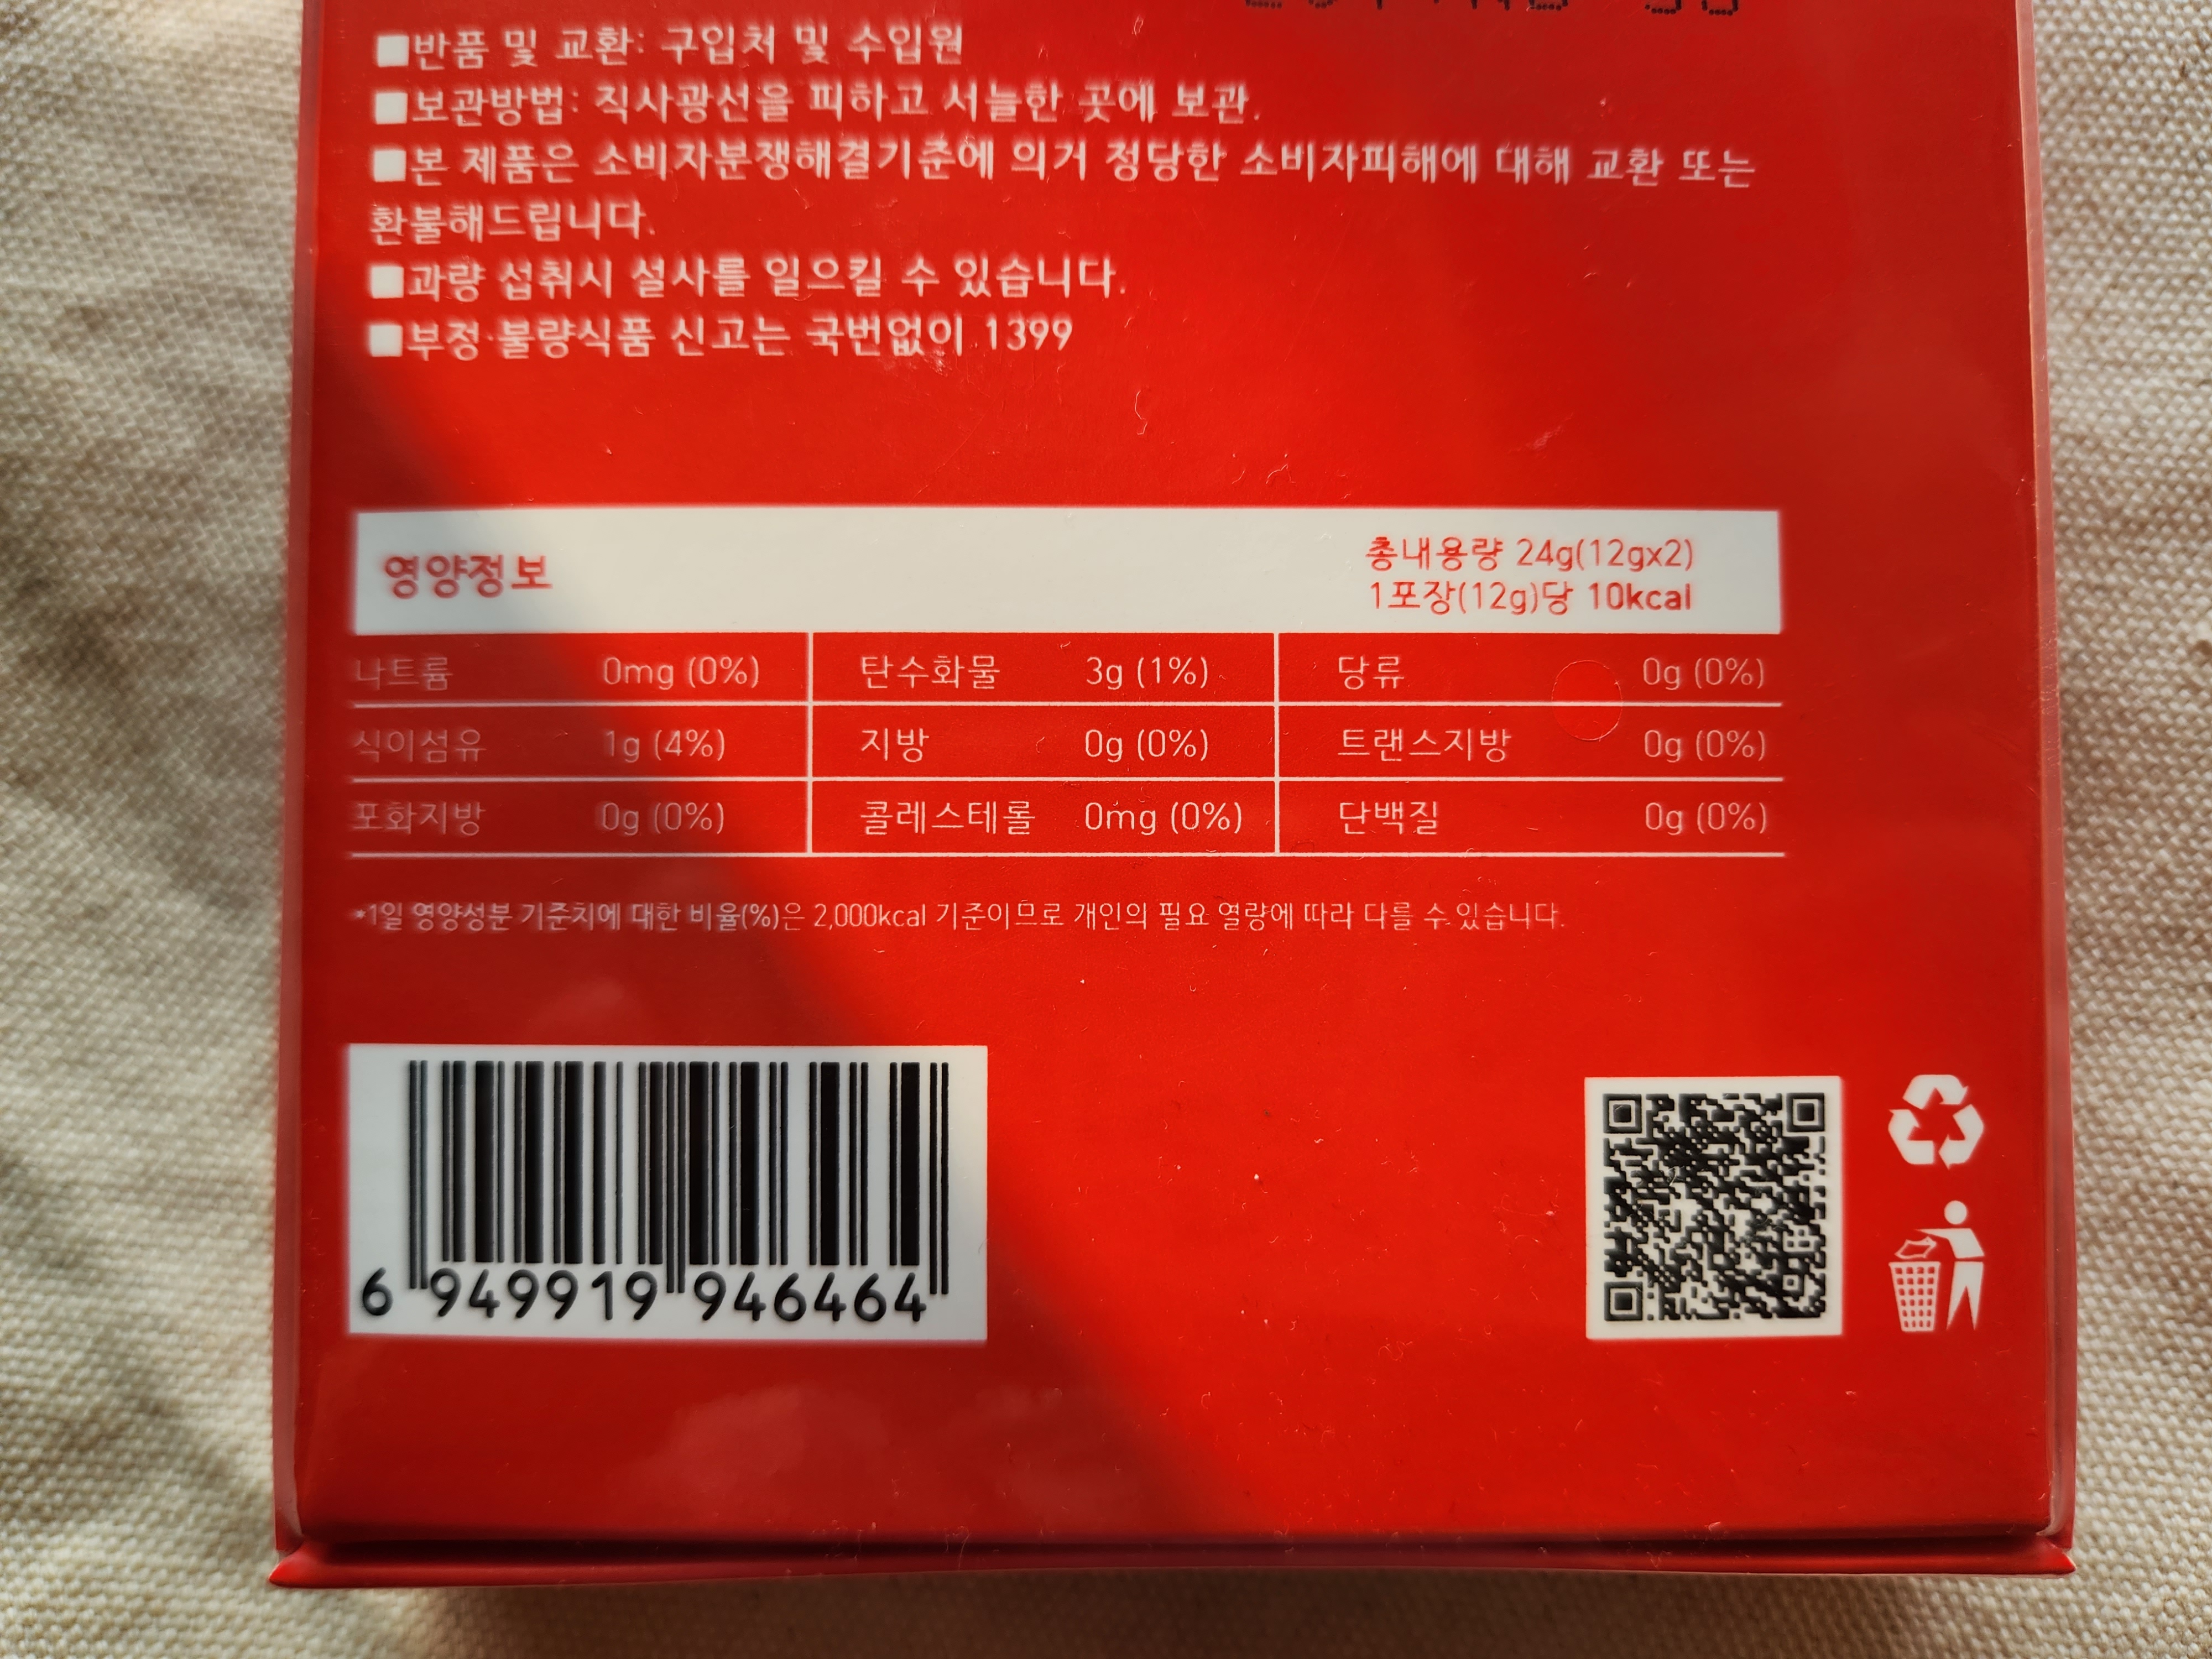 ■반품 및 교환: 구입처 및 수입원
■보관방법: 직사광선을 피하고 서늘한 곳에 보관.
■본 제품은 소비자분쟁해결기준에 의거 정당한 소비자피해에 대해 교환 또는
환불해드립니다.
■과량 섭취시 설사를 일으킬 수 있습니다.
■부정·불량식품 신고는 국번없이 1399
영양정보
총내용량 24g(12gx2)
1포장(12g)당 10kcal
나트륨 0mg (0%) 탄수화물 3g (1%) 당류 0g (0%)
식이섬유 1g (4%) 지방 0g (0%) 트랜스지방 0g (0%)
포화지방 0g (0%) 콜레스테롤 0mg (0%) 단백질 0g (0%)
*1일 영양성분 기준치에 대한 비율(%)은 2,000kcal 기준이므로 개인의 필요 열량에 따라 다를 수 있습니다.
6 949919 946464